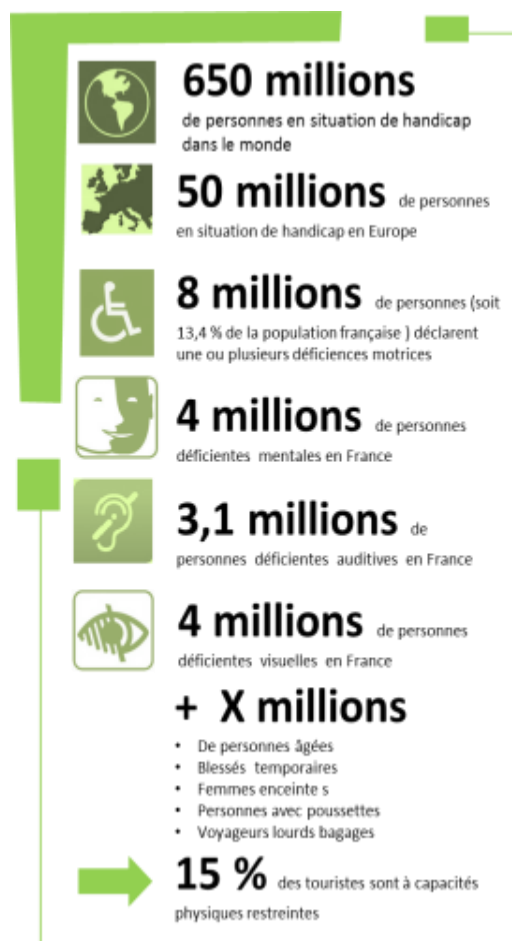 650 millions
de personnes en situation de handicap
dans le monde
50 millions de personnes
en situation de handicap en Europe
8 millions de personnes (soit
13,4 % de la population française ) déclarent
une ou plusieurs déficiences motrices
4 millions de personnes
déficientes mentales en France
3,1 millions de
personnes déficientes auditives en France
4 millions de personnes
déficientes visuelles en France
+ X millions
• De personnes âgées
• Blessés temporaires
• Femmes enceinte s
• Personnes avec poussettes
• Voyageurs lourds bagages
15 % des touristes sont à capacités
physiques restreintes